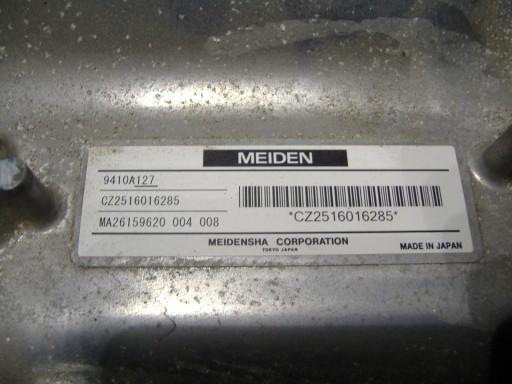 MEIDEN
9410A127
CZ2516016285
MA26159620 004 008
*CZ2516016285*
MEIDENSHA CORPORATION
TOKYO JAPAN
MADE IN JAPAN